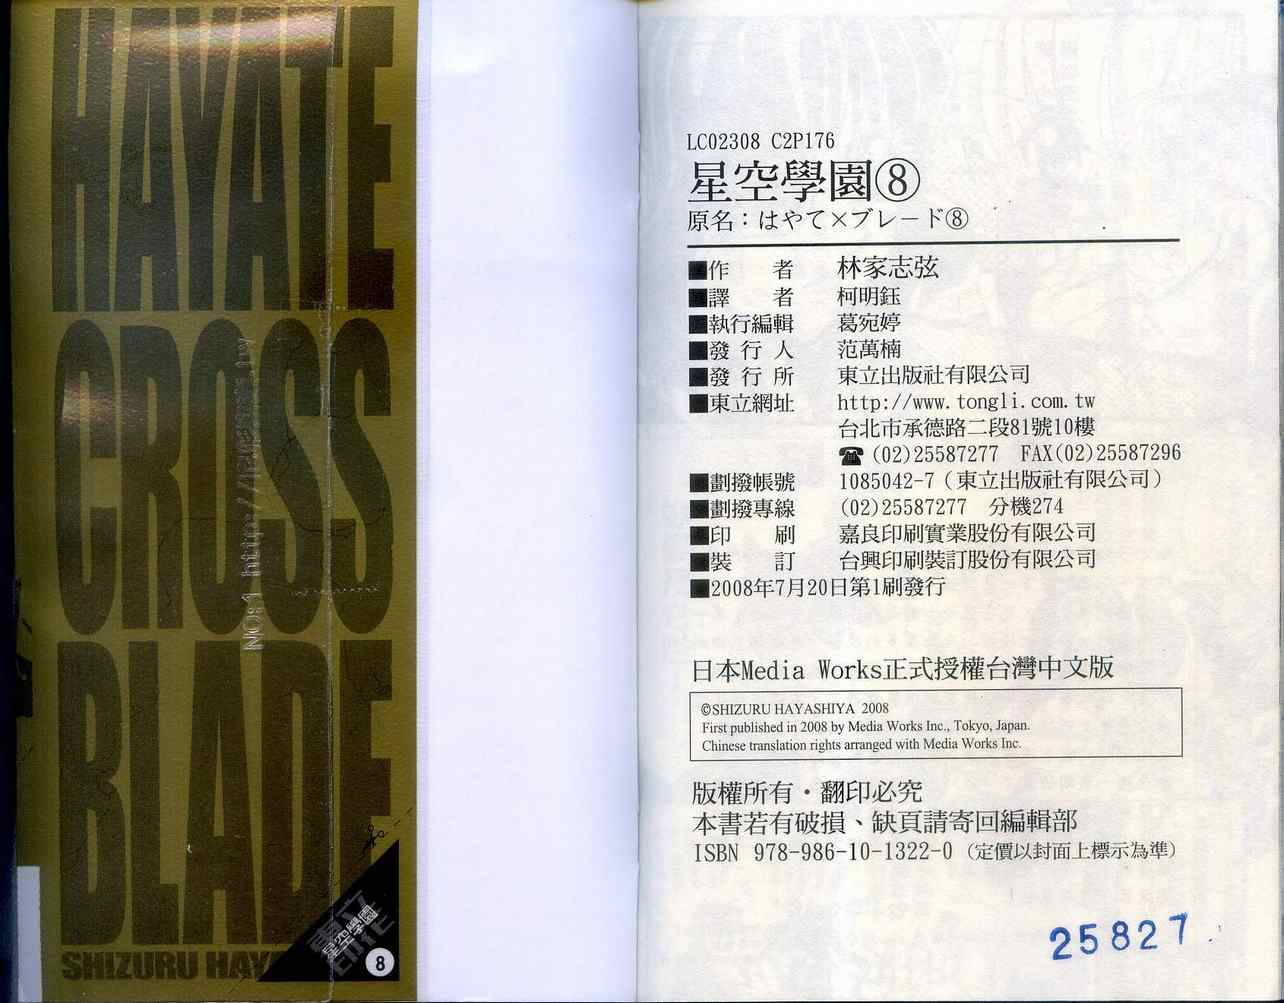 HAYATE
CROSS
BLADE
SHIZURU HAYA
星空學園
8
LC02308 C2P176
星空學園⑧
原名：はやて×ブレード⑧
■作 者 林家志弦
■譯 者 柯明鈺
■執行編輯 葛宛婷
■發 行 人 范萬楠
■發 行 所 東立出版社有限公司
■東立網址 http://www.tongli.com.tw
台北市承德路二段81號10樓
☎(02)25587277 FAX(02)25587296
■劃撥帳號 1085042-7（東立出版社有限公司）
■劃撥專線 (02)25587277 分機274
■印 刷 嘉良印刷實業股份有限公司
■裝 訂 台興印刷裝訂股份有限公司
■2008年7月20日第1刷發行
日本Media Works正式授權台灣中文版
©SHIZURU HAYASHIYA 2008
First published in 2008 by Media Works Inc., Tokyo, Japan.
Chinese translation rights arranged with Media Works Inc.
版權所有・翻印必究
本書若有破損、缺頁請寄回編輯部
ISBN 978-986-10-1322-0（定價以封面上標示為準）
25827